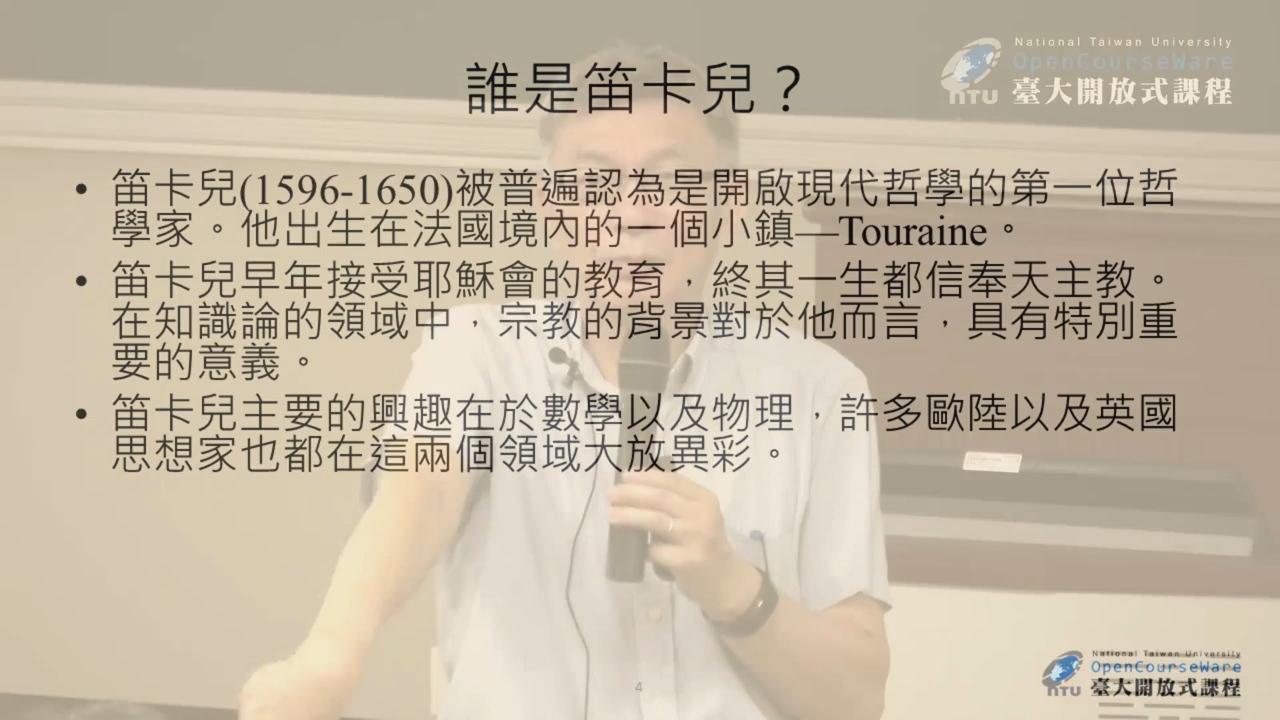 National Taiwan University
OpenCourseWare
NTU 臺大開放式課程
誰是笛卡兒？
• 笛卡兒(1596-1650)被普遍認為是開啟現代哲學的第一位哲
學家。他出生在法國境內的一個小鎮—Touraine。
• 笛卡兒早年接受耶穌會的教育，終其一生都信奉天主教。
在知識論的領域中，宗教的背景對於他而言，具有特別重
要的意義。
• 笛卡兒主要的興趣在於數學以及物理，許多歐陸以及英國
思想家也都在這兩個領域大放異彩。
4
National Taiwan University
OpenCourseWare
NTU 臺大開放式課程